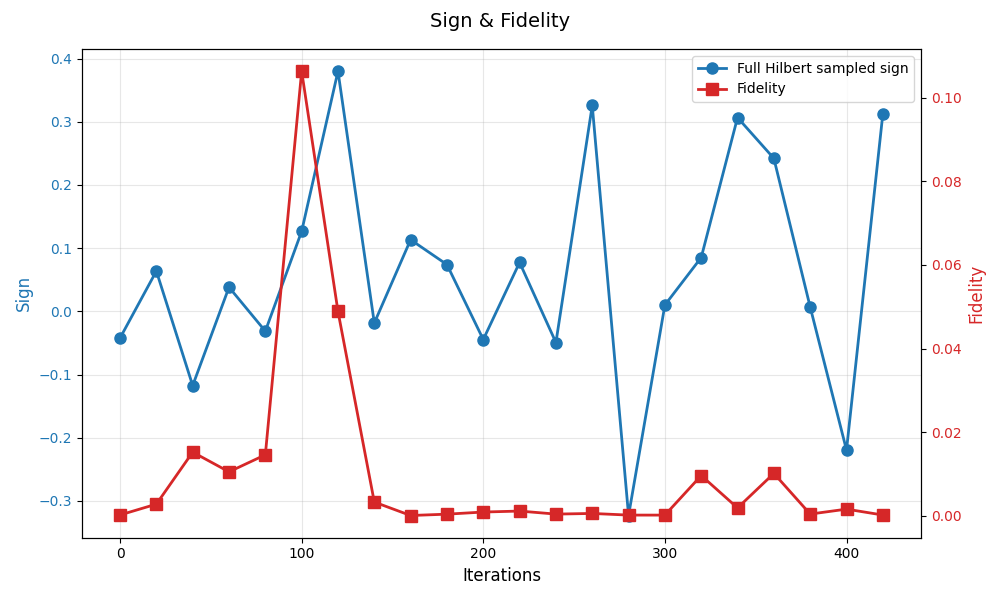 Sign & Fidelity
Full Hilbert sampled sign
Fidelity
0.4
0.3
0.2
0.1
0.0
−0.1
−0.2
−0.3
Sign
0.10
0.08
0.06
0.04
0.02
0.00
Fidelity
0 100 200 300 400
Iterations